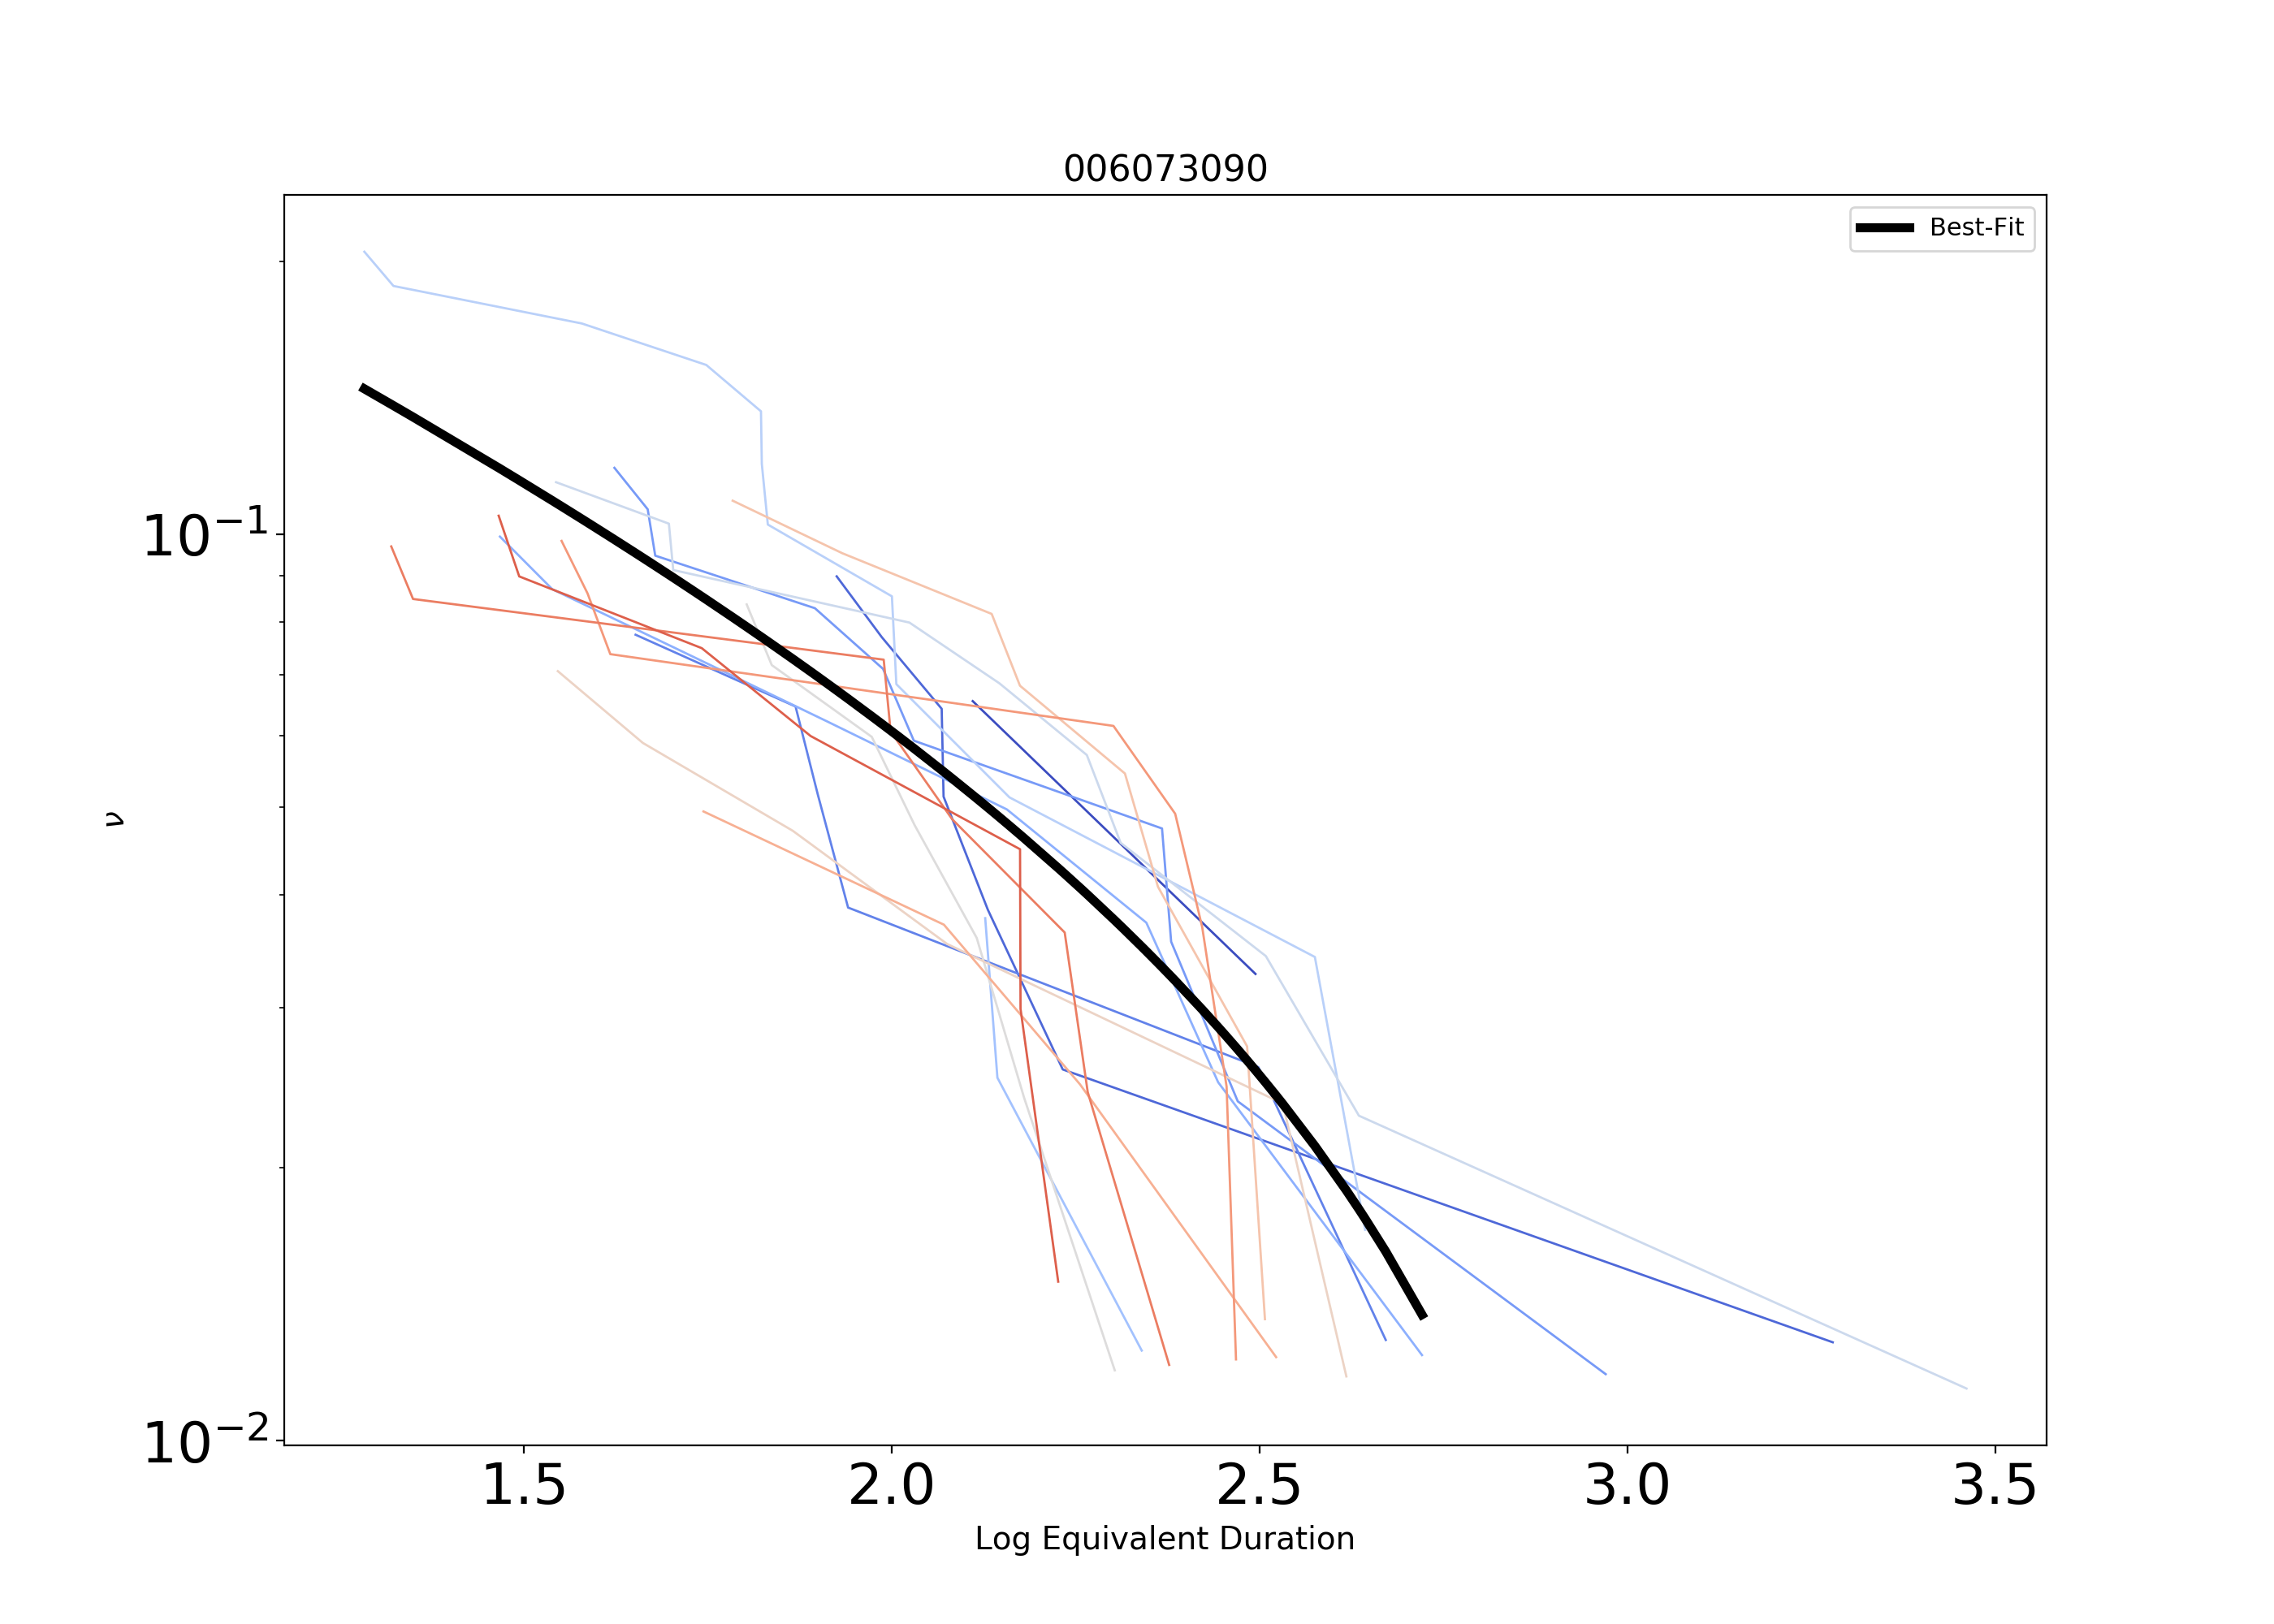 006073090
Best-Fit
10⁻¹
ν
10⁻²
1.5 2.0 2.5 3.0 3.5
Log Equivalent Duration